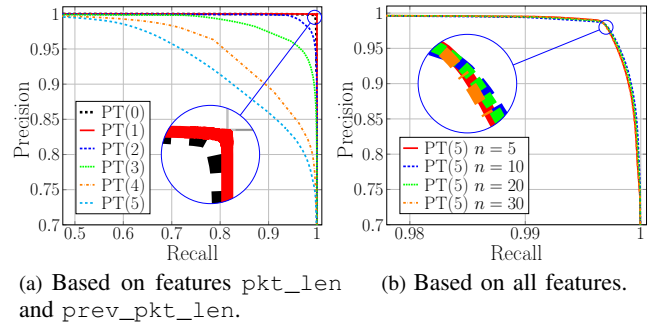 1
0.95
0.9
0.85
0.8
0.75
0.7
Precision
0.5 0.6 0.7 0.8 0.9 1
Recall
PT(0)
PT(1)
PT(2)
PT(3)
PT(4)
PT(5)
(a) Based on features pkt_len
and prev_pkt_len.
1
0.95
0.9
0.85
0.8
0.75
0.7
Precision
0.98 0.99 1
Recall
PT(5) n = 5
PT(5) n = 10
PT(5) n = 20
PT(5) n = 30
(b) Based on all features.